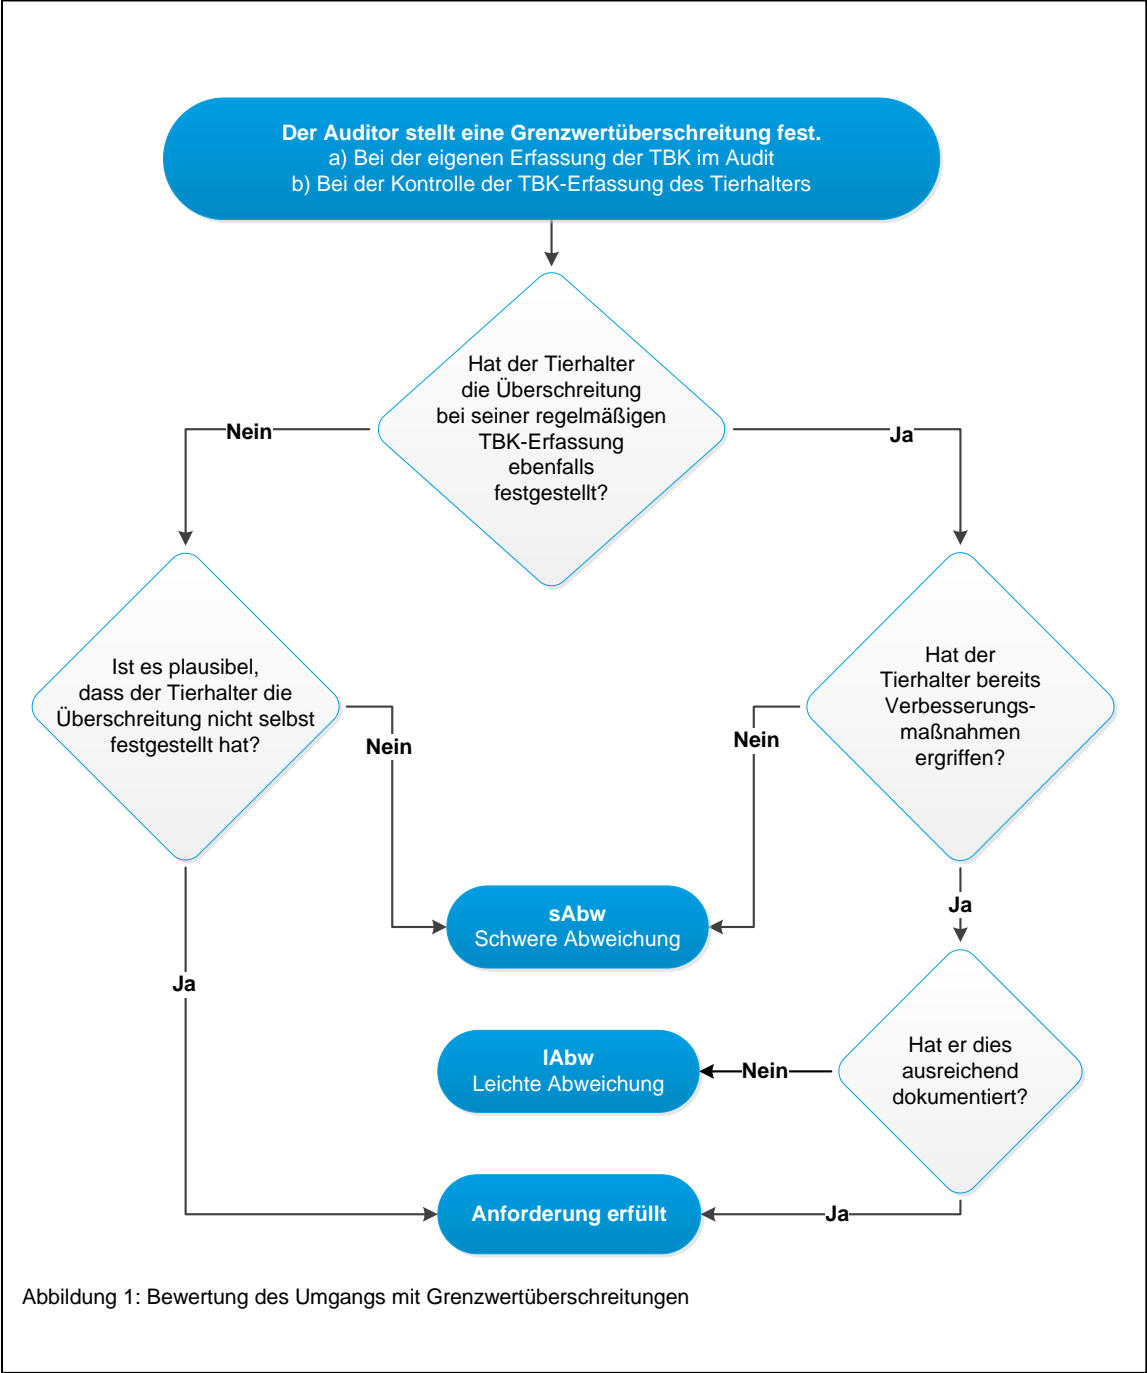 Der Auditor stellt eine Grenzwertüberschreitung fest.
a) Bei der eigenen Erfassung der TBK im Audit
b) Bei der Kontrolle der TBK-Erfassung des Tierhalters
Hat der Tierhalter
die Überschreitung
bei seiner regelmäßigen
TBK-Erfassung
ebenfalls
festgestellt?
Nein
Ja
Ist es plausibel,
dass der Tierhalter die
Überschreitung nicht selbst
festgestellt hat?
Hat der
Tierhalter bereits
Verbesserungs-
maßnahmen
ergriffen?
Nein
Nein
sAbw
Schwere Abweichung
Ja
Ja
lAbw
Leichte Abweichung
Nein
Hat er dies
ausreichend
dokumentiert?
Anforderung erfüllt
Ja
Abbildung 1: Bewertung des Umgangs mit Grenzwertüberschreitungen